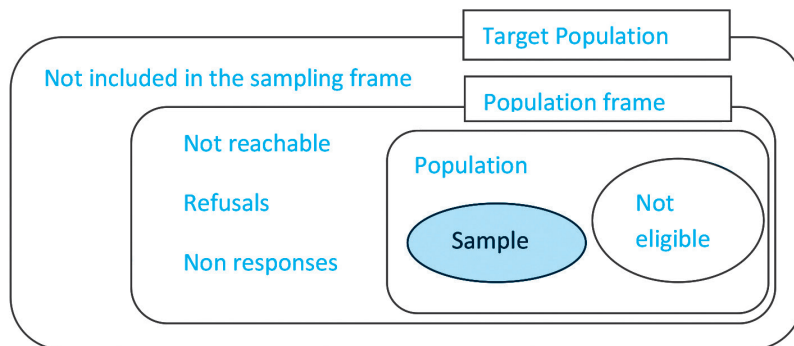 Target Population
Not included in the sampling frame
Population frame
Not reachable
Population
Refusals
Sample
Not
eligible
Non responses